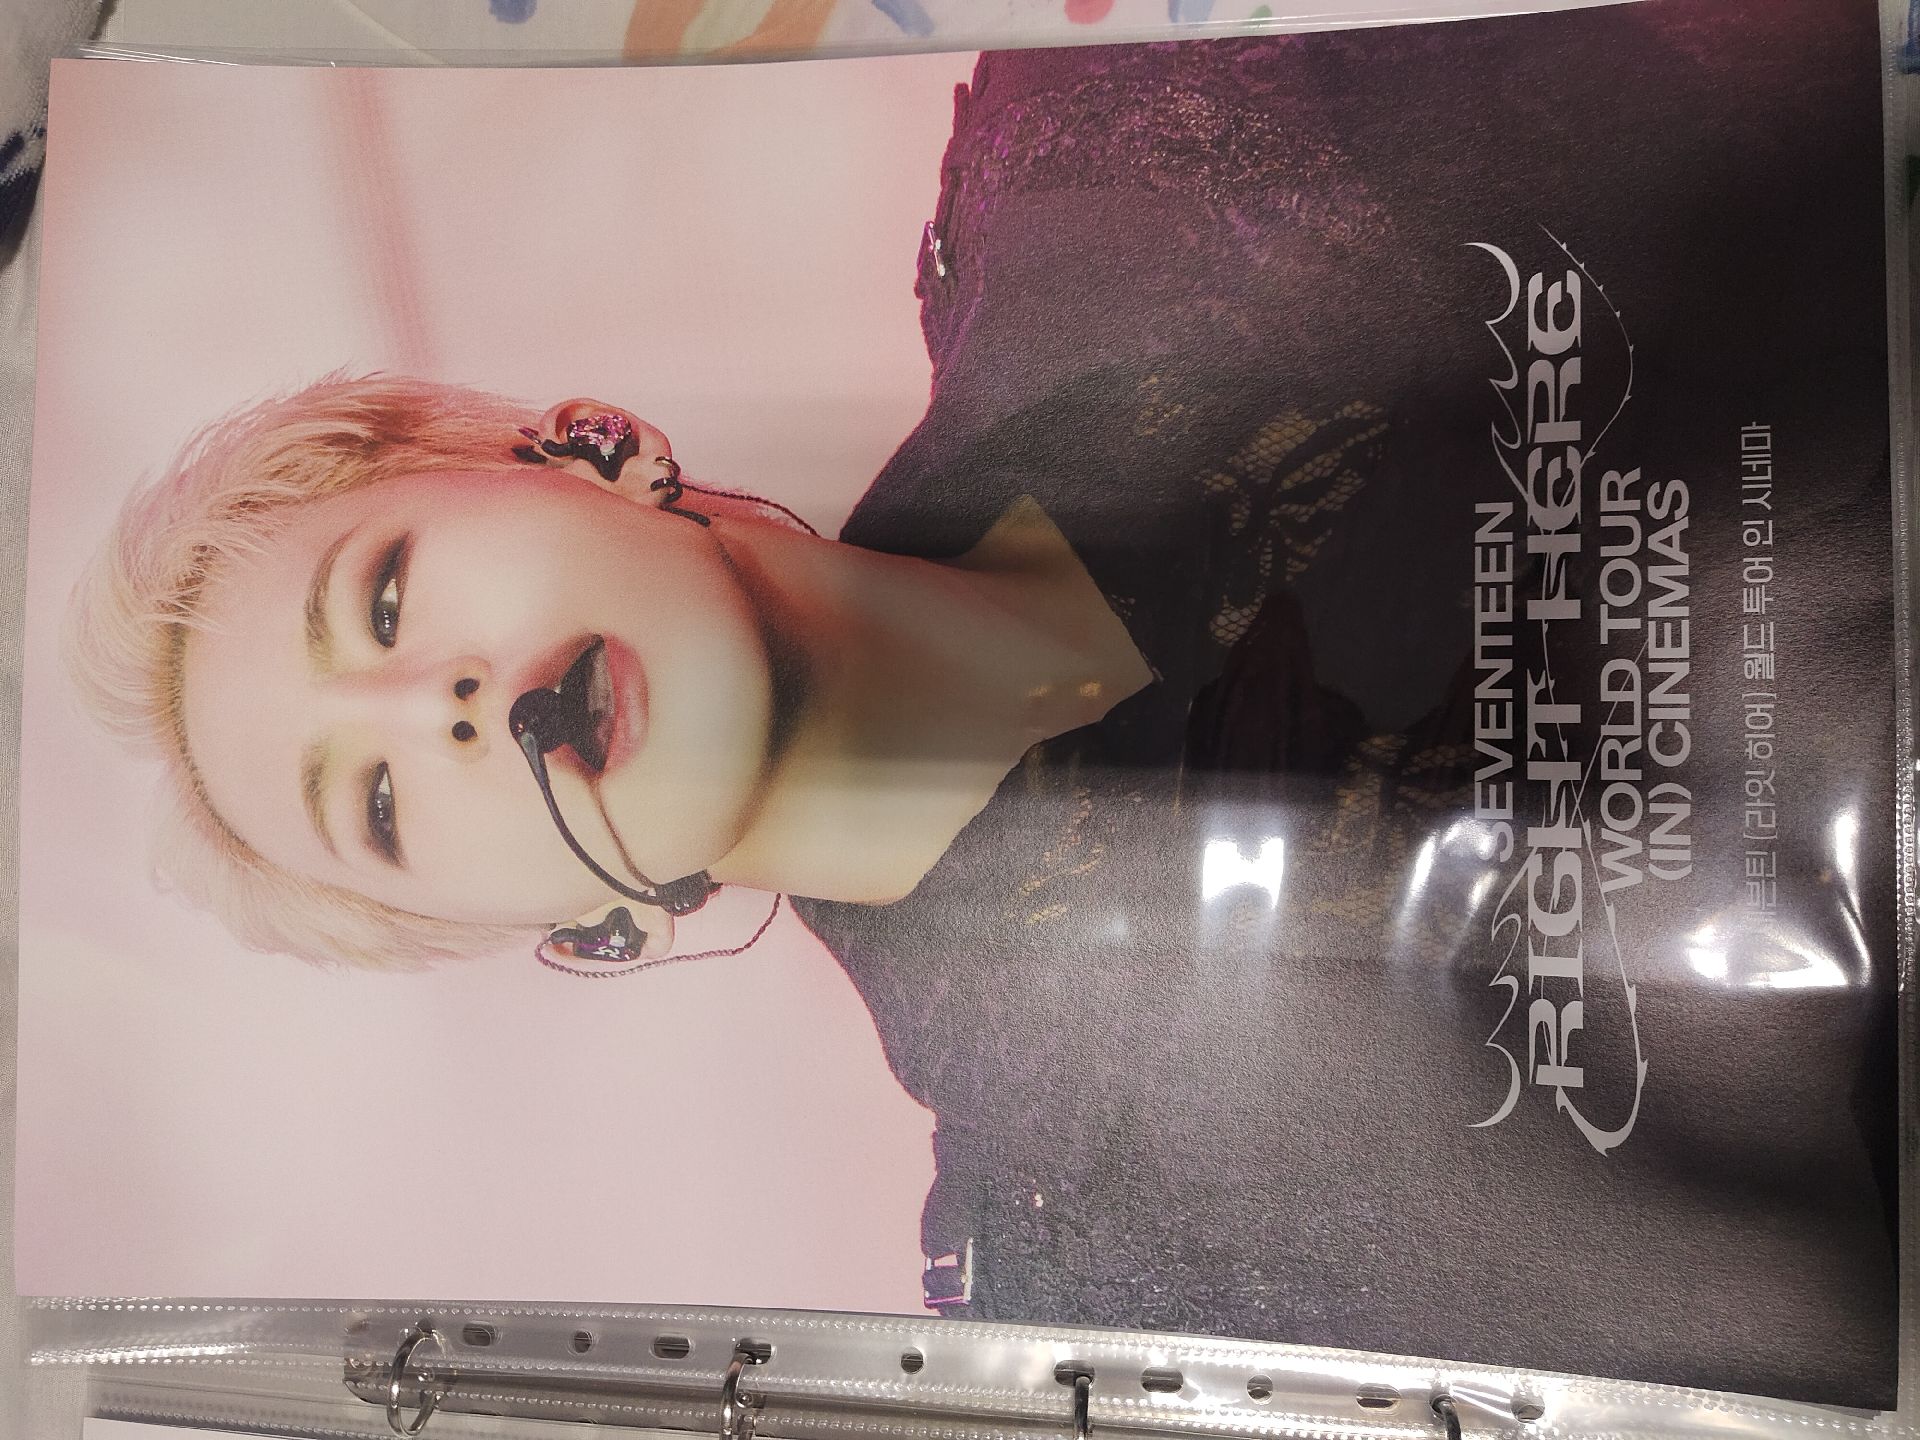 SEVENTEEN
RIGHT HERE
WORLD TOUR
(IN) CINEMAS
세븐틴 [라잇 히어] 월드 투어 인 시네마